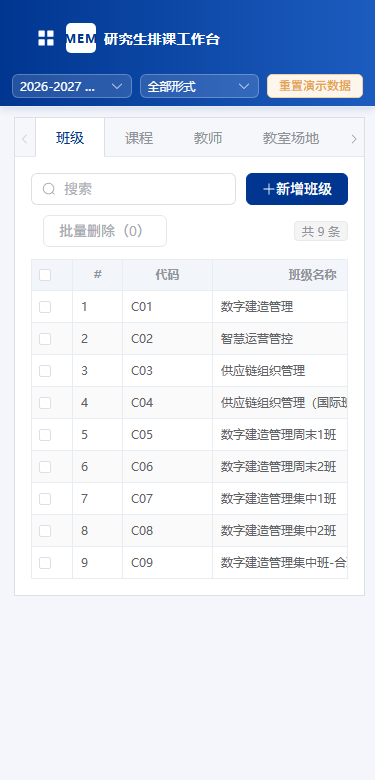 MEM 研究生排课工作台
2026-2027 ... 全部形式 重置演示数据
班级 课程 教师 教室场地
搜索 +新增班级
批量删除（0） 共 9 条
# 代码 班级名称
1 C01 数字建造管理
2 C02 智慧运营管控
3 C03 供应链组织管理
4 C04 供应链组织管理（国际班
5 C05 数字建造管理周末1班
6 C06 数字建造管理周末2班
7 C07 数字建造管理集中1班
8 C08 数字建造管理集中2班
9 C09 数字建造管理集中班-合